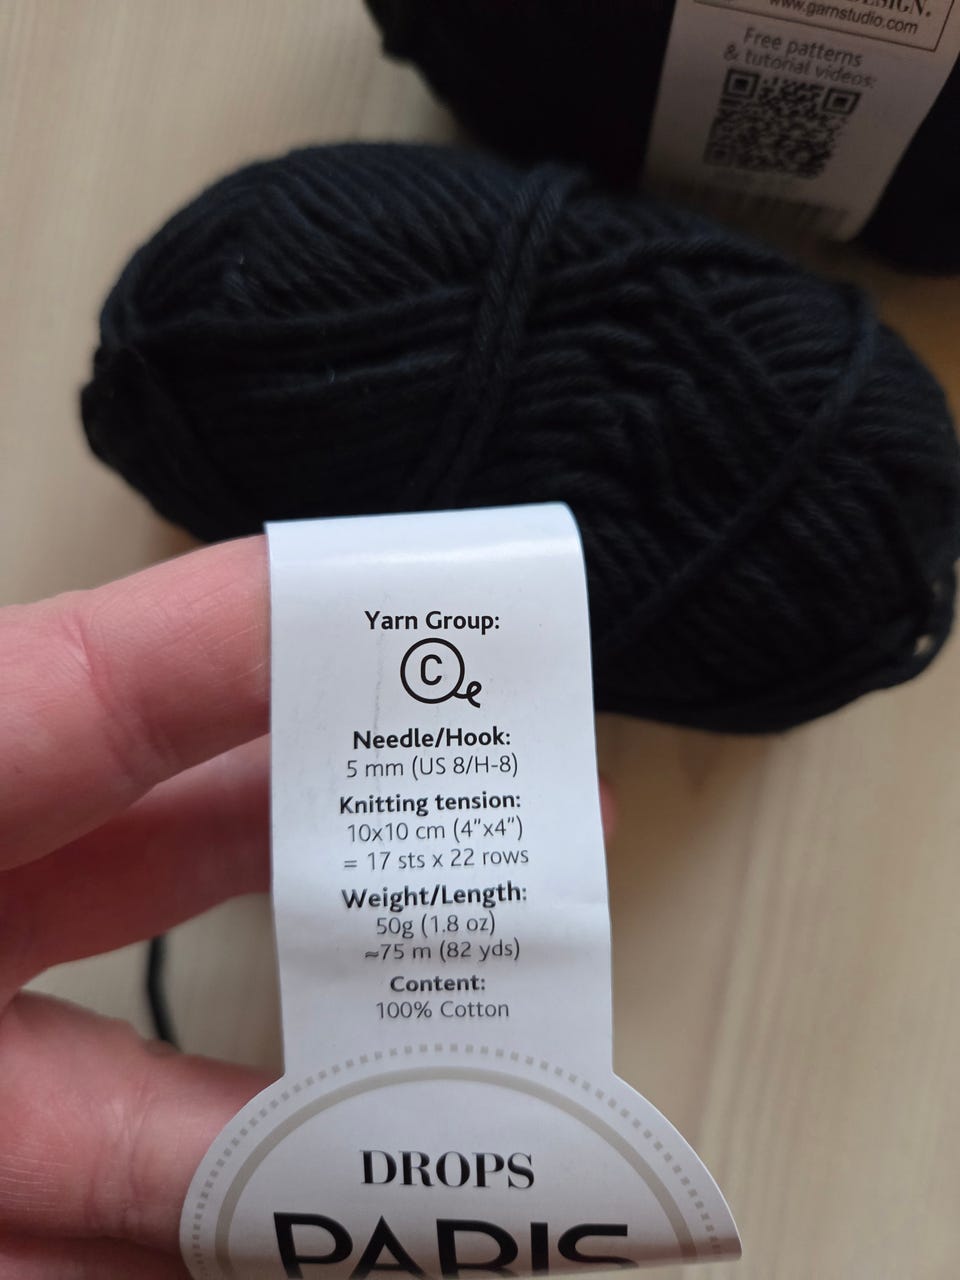 DESIGN.
www.garnstudio.com
Free patterns
& tutorial videos:
Yarn Group:
C
Needle/Hook:
5 mm (US 8/H-8)
Knitting tension:
10x10 cm (4"x4")
= 17 sts x 22 rows
Weight/Length:
50g (1.8 oz)
≈75 m (82 yds)
Content:
100% Cotton
DROPS
PARIS